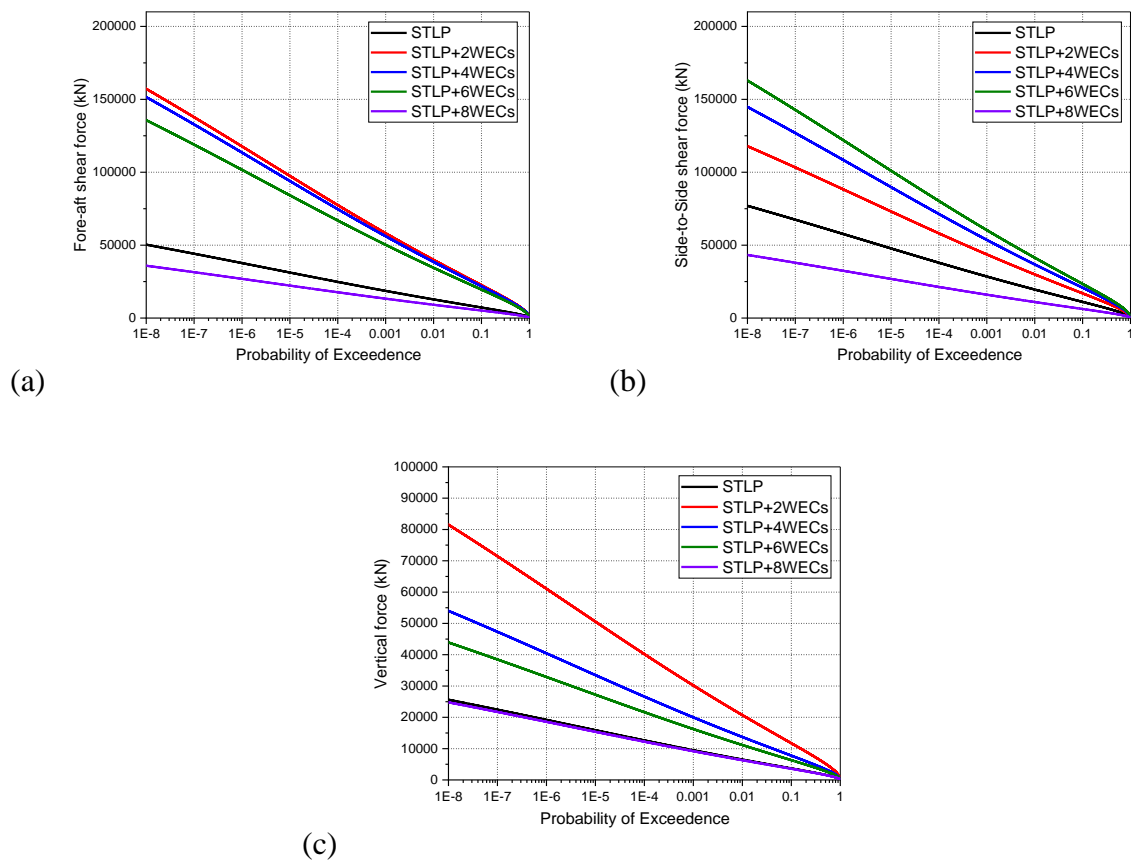 200000
150000
100000
50000
0
Fore-aft shear force (kN)
STLP
STLP+2WECs
STLP+4WECs
STLP+6WECs
STLP+8WECs
1E-8 1E-7 1E-6 1E-5 1E-4 0.001 0.01 0.1 1
Probability of Exceedence
(a)
200000
150000
100000
50000
0
Side-to-Side shear force (kN)
STLP
STLP+2WECs
STLP+4WECs
STLP+6WECs
STLP+8WECs
1E-8 1E-7 1E-6 1E-5 1E-4 0.001 0.01 0.1 1
Probability of Exceedence
(b)
100000
90000
80000
70000
60000
50000
40000
30000
20000
10000
0
Vertical force (kN)
STLP
STLP+2WECs
STLP+4WECs
STLP+6WECs
STLP+8WECs
1E-8 1E-7 1E-6 1E-5 1E-4 0.001 0.01 0.1 1
Probability of Exceedence
(c)